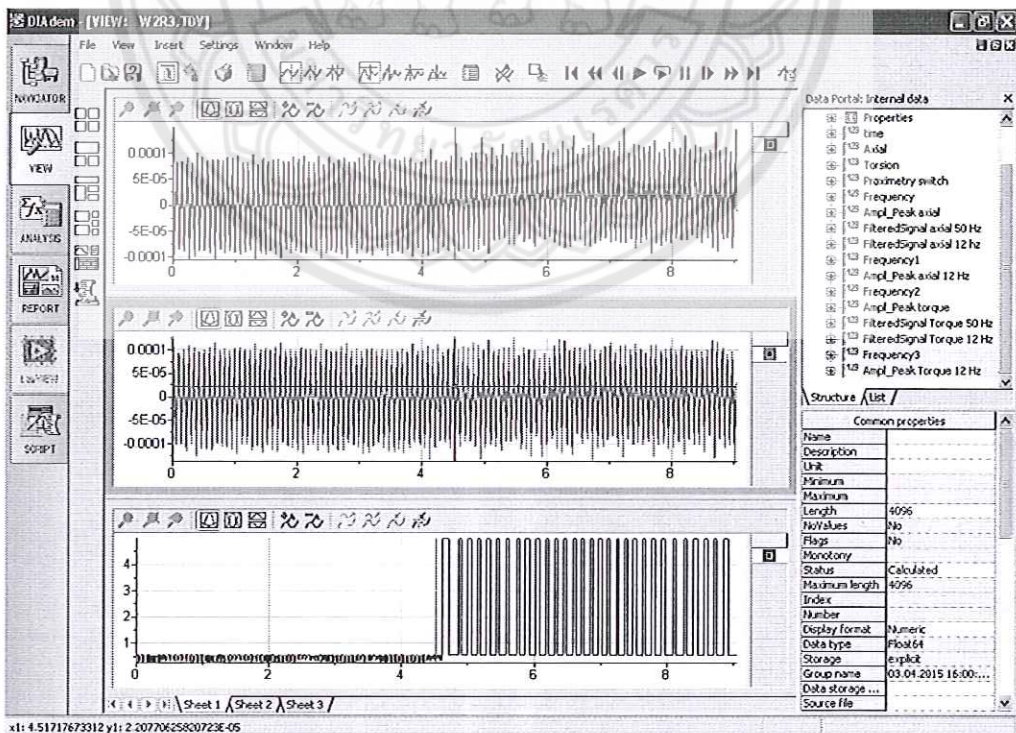 DIAdem - [VIEW: W2R3.TDY]
File View Insert Settings Window Help
NAVIGATOR
VIEW
ANALYSIS
REPORT
LabVIEW
SCRIPT
0.0001
5E-05
0
-5E-05
-0.0001
0 2 4 6 8
0.0001
5E-05
0
-5E-05
-0.0001
0 2 4 6 8
4
3
2
1
0 2 4 6 8
Sheet 1 Sheet 2 Sheet 3
Data Portal: Internal data
Properties
time
Axial
Torsion
Proximetry switch
Frequency
Ampl_Peak axial
FilteredSignal axial 50 Hz
FilteredSignal axial 12 hz
Frequency1
Ampl_Peak axial 12 Hz
Frequency2
Ampl_Peak torque
FilteredSignal Torque 50 Hz
FilteredSignal Torque 12 Hz
Frequency3
Ampl_Peak Torque 12 Hz
Structure List
Common properties
Name
Description
Unit
Minimum
Maximum
Length 4096
NoValues No
Flags No
Monotony
Status Calculated
Maximum length 4096
Index
Number
Display format Numeric
Data type Float64
Storage explicit
Group name 03.04.2015 16:00:...
Data storage ...
Source file
x1: 4.51717673312 y1: 2.20770625820723E-05